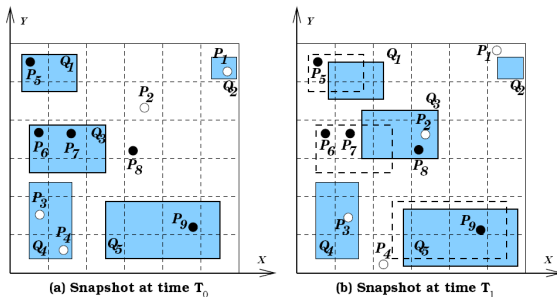 Y
P5
Q1
P1
Q2
P2
P6
P7
Q3
P8
P3
Q4
P4
Q5
P9
X
(a) Snapshot at time T0
Y
P5
Q1
P1
Q2
Q3
P2
P6
P7
P8
P3
Q4
P4
Q5
P9
X
(b) Snapshot at time T1